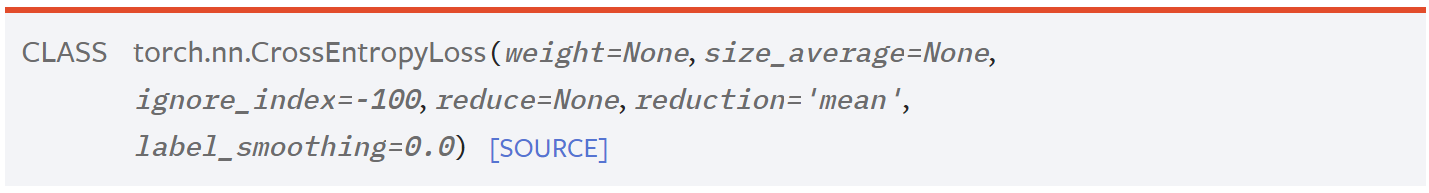 CLASS torch.nn.CrossEntropyLoss(weight=None, size_average=None,
ignore_index=-100, reduce=None, reduction='mean',
label_smoothing=0.0) [SOURCE]